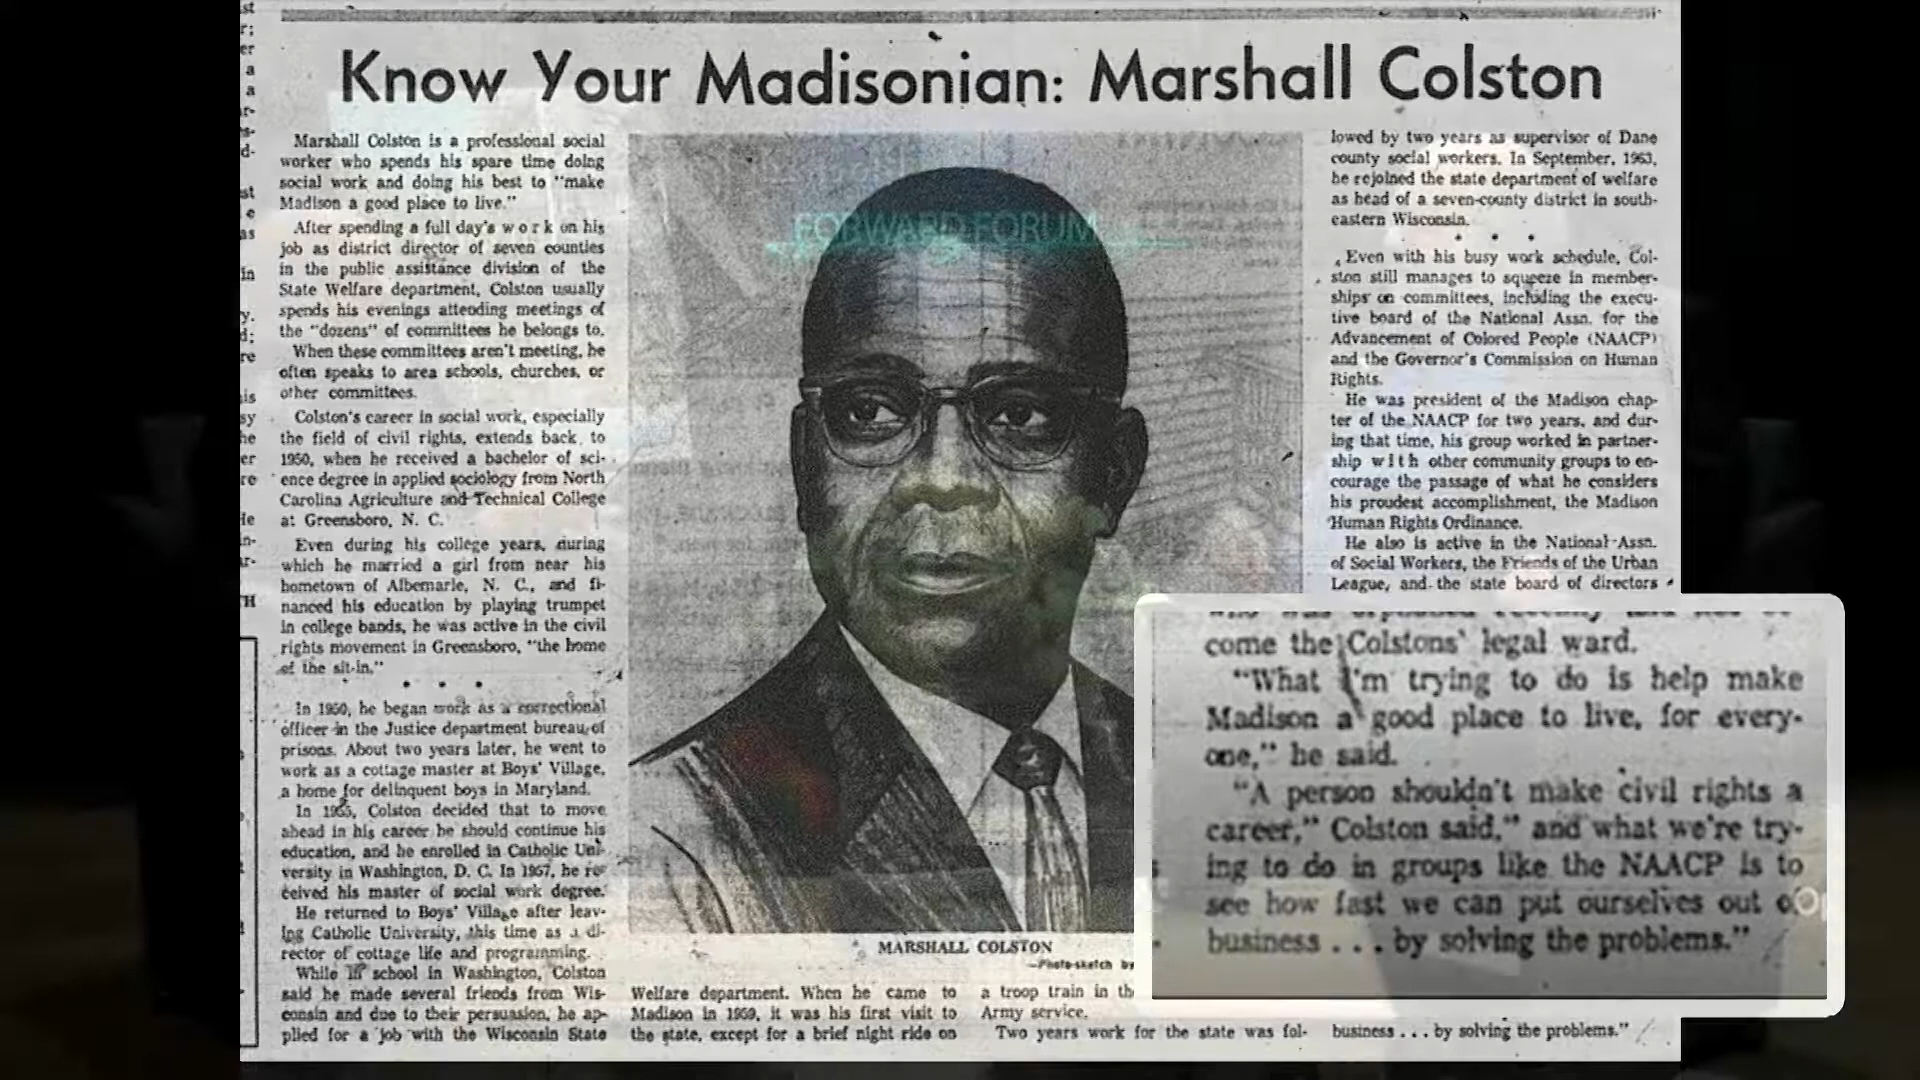 Know Your Madisonian: Marshall Colston
Marshall Colston is a professional social
worker who spends his spare time doing
social work and doing his best to "make
Madison a good place to live."
After spending a full day's work on his
job as district director of seven counties
in the public assistance division of the
State Welfare department, Colston usually
spends his evenings attending meetings of
the "dozens" of committees he belongs to.
When these committees aren't meeting, he
often speaks to area schools, churches, or
other committees.
Colston's career in social work, especially
the field of civil rights, extends back to
1950, when he received a bachelor of sci-
ence degree in applied sociology from North
Carolina Agriculture and Technical College
at Greensboro, N. C.
Even during his college years, during
which he married a girl from near his
hometown of Albemarle, N. C., and fi-
nanced his education by playing trumpet
in college bands, he was active in the civil
rights movement in Greensboro, "the home
of the sit-in."
In 1950, he began work as a correctional
officer in the Justice department bureau of
prisons. About two years later, he went to
work as a cottage master at Boys' Village,
a home for delinquent boys in Maryland.
In 1955, Colston decided that to move
ahead in his career he should continue his
education, and he enrolled in Catholic Uni-
versity in Washington, D. C. In 1957, he re-
ceived his master of social work degree.
He returned to Boys' Village after leav-
ing Catholic University, this time as a di-
rector of cottage life and programming.
While in school in Washington, Colston
said he made several friends from Wis-
consin and due to their persuasion, he ap-
plied for a job with the Wisconsin State
FORWARD FORUM
MARSHALL COLSTON
—Photo-sketch by
Welfare department. When he came to
Madison in 1959, it was his first visit to
the state, except for a brief night ride on
a troop train in th
Army service.
Two years work for the state was fol-
lowed by two years as supervisor of Dane
county social workers. In September, 1963,
he rejoined the state department of welfare
as head of a seven-county district in south-
eastern Wisconsin.
Even with his busy work schedule, Col-
ston still manages to squeeze in member-
ships on committees, including the execu-
tive board of the National Assn. for the
Advancement of Colored People (NAACP)
and the Governor's Commission on Human
Rights.
He was president of the Madison chap-
ter of the NAACP for two years, and dur-
ing that time, his group worked in partner-
ship with other community groups to en-
courage the passage of what he considers
his proudest accomplishment, the Madison
Human Rights Ordinance.
He also is active in the National Assn.
of Social Workers, the Friends of the Urban
League, and the state board of directors
come the Colstons' legal ward.
"What I'm trying to do is help make
Madison a good place to live, for every-
one," he said.
"A person shouldn't make civil rights a
career," Colston said," and what we're try-
ing to do in groups like the NAACP is to
see how fast we can put ourselves out o
business . . . by solving the problems."
business . . . by solving the problems."